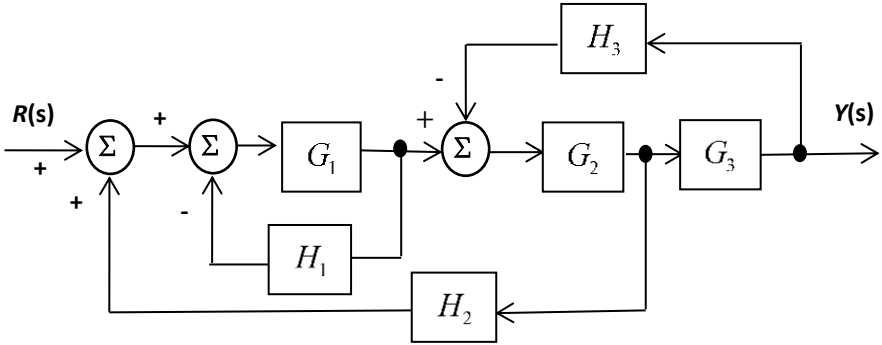 H3
-
R(s)
+
+
Y(s)
Σ
Σ
G1
Σ
G2
G3
+
+
-
H1
H2